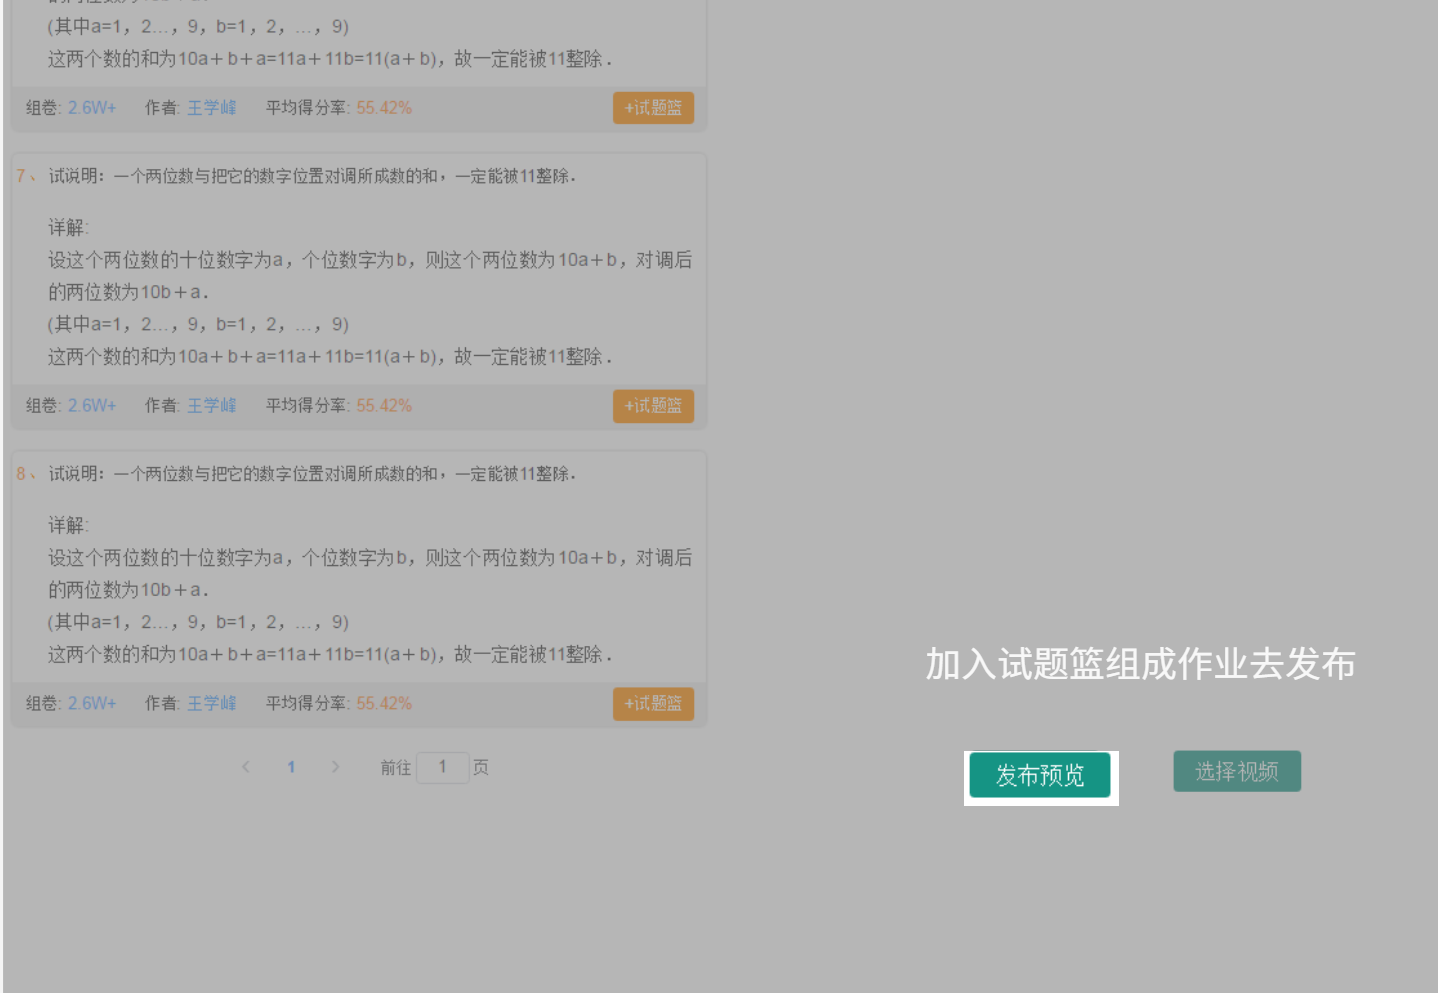 (其中a=1，2…，9，b=1，2，…，9)
这两个数的和为10a＋b＋a=11a＋11b=11(a＋b)，故一定能被11整除．
组卷: 2.6W+ 作者: 王学峰 平均得分率: 55.42% +试题篮
7、 试说明：一个两位数与把它的数字位置对调所成数的和，一定能被11整除．
详解:
设这个两位数的十位数字为a，个位数字为b，则这个两位数为10a＋b，对调后
的两位数为10b＋a．
(其中a=1，2…，9，b=1，2，…，9)
这两个数的和为10a＋b＋a=11a＋11b=11(a＋b)，故一定能被11整除．
组卷: 2.6W+ 作者: 王学峰 平均得分率: 55.42% +试题篮
8、 试说明：一个两位数与把它的数字位置对调所成数的和，一定能被11整除．
详解:
设这个两位数的十位数字为a，个位数字为b，则这个两位数为10a＋b，对调后
的两位数为10b＋a．
(其中a=1，2…，9，b=1，2，…，9)
这两个数的和为10a＋b＋a=11a＋11b=11(a＋b)，故一定能被11整除．
组卷: 2.6W+ 作者: 王学峰 平均得分率: 55.42% +试题篮
< 1 > 前往 1 页
加入试题篮组成作业去发布
发布预览 选择视频